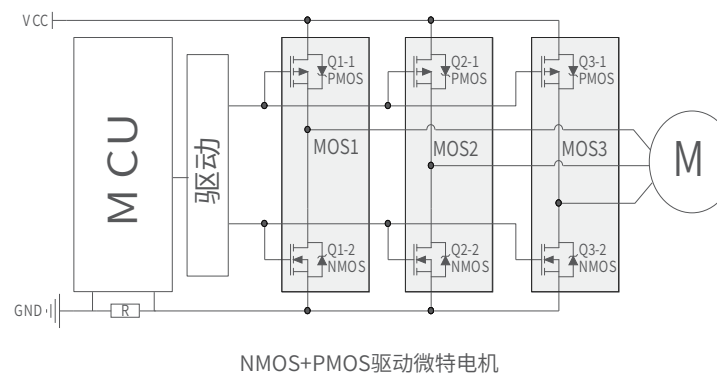 VCC
Q1-1
PMOS
Q2-1
PMOS
Q3-1
PMOS
MCU
驱动
MOS1
MOS2
MOS3
M
Q1-2
NMOS
Q2-2
NMOS
Q3-2
NMOS
GND
R
NMOS+PMOS驱动微特电机